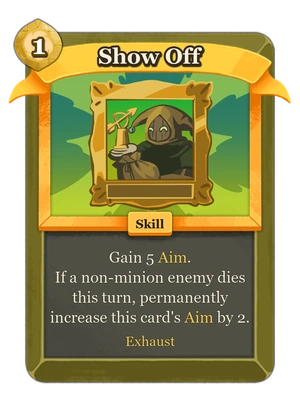 1
Show Off
Skill
Gain 5 Aim.
If a non-minion enemy dies
this turn, permanently
increase this card's Aim by 2.
Exhaust